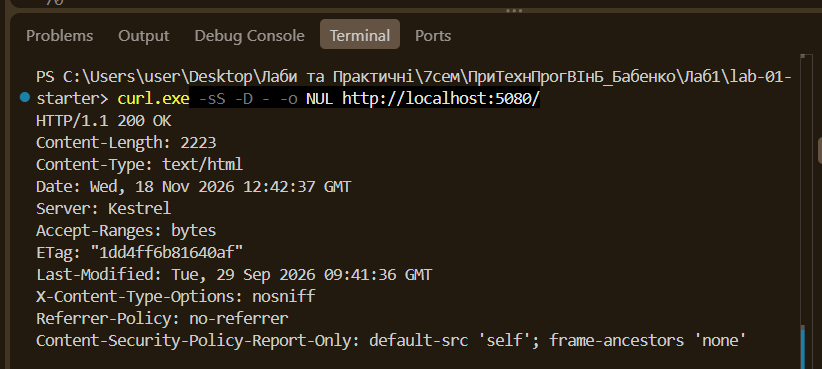 70
Problems Output Debug Console Terminal Ports
PS C:\Users\user\Desktop\Лаби та Практичні\7сем\ПриТехнПрогВІнБ_Бабенко\Лаб1\lab-01-
starter> curl.exe -sS -D - -o NUL http://localhost:5080/
HTTP/1.1 200 OK
Content-Length: 2223
Content-Type: text/html
Date: Wed, 18 Nov 2026 12:42:37 GMT
Server: Kestrel
Accept-Ranges: bytes
ETag: "1dd4ff6b81640af"
Last-Modified: Tue, 29 Sep 2026 09:41:36 GMT
X-Content-Type-Options: nosniff
Referrer-Policy: no-referrer
Content-Security-Policy-Report-Only: default-src 'self'; frame-ancestors 'none'